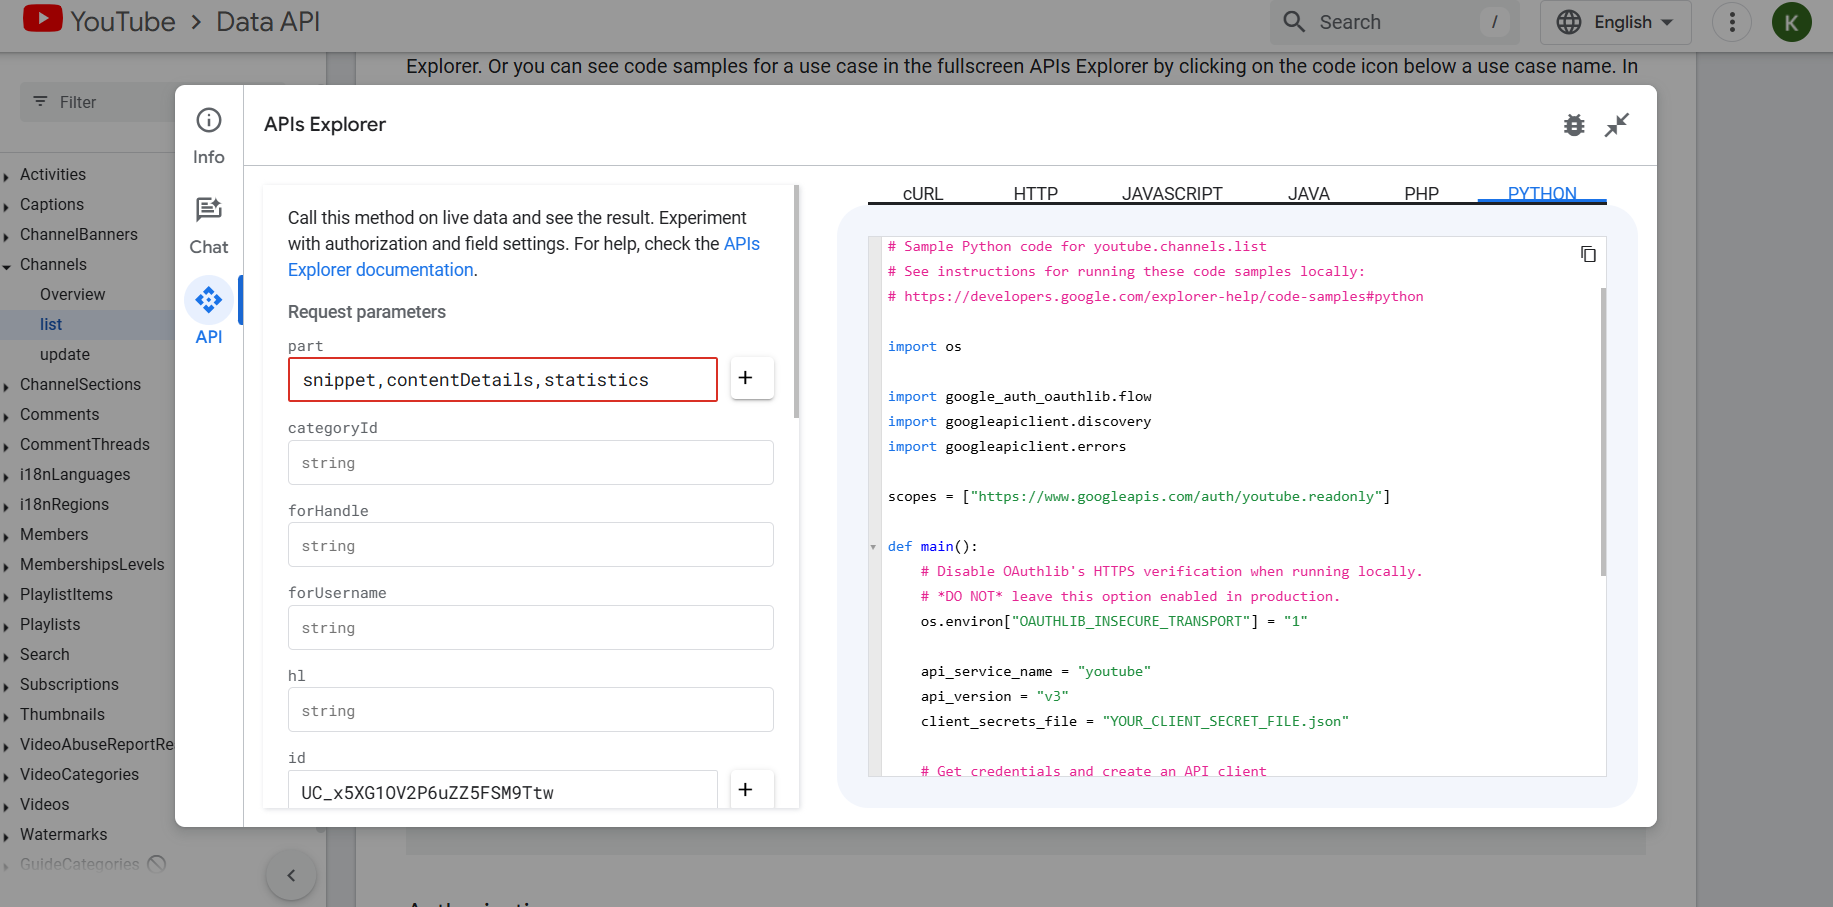 YouTube > Data API
Search
/
English
K
Explorer. Or you can see code samples for a use case in the fullscreen APIs Explorer by clicking on the code icon below a use case name. In
Filter
Activities
Captions
ChannelBanners
Channels
Overview
list
update
ChannelSections
Comments
CommentThreads
i18nLanguages
i18nRegions
Members
MembershipsLevels
PlaylistItems
Playlists
Search
Subscriptions
Thumbnails
VideoAbuseReportRe
VideoCategories
Videos
Watermarks
GuideCategories
Info
Chat
API
APIs Explorer
Call this method on live data and see the result. Experiment
with authorization and field settings. For help, check the APIs
Explorer documentation.
Request parameters
part
snippet,contentDetails,statistics
+
categoryId
string
forHandle
string
forUsername
string
hl
string
id
UC_x5XG1OV2P6uZZ5FSM9Ttw
+
cURL
HTTP
JAVASCRIPT
JAVA
PHP
PYTHON
# Sample Python code for youtube.channels.list
# See instructions for running these code samples locally:
# https://developers.google.com/explorer-help/code-samples#python
import os
import google_auth_oauthlib.flow
import googleapiclient.discovery
import googleapiclient.errors
scopes = ["https://www.googleapis.com/auth/youtube.readonly"]
def main():
# Disable OAuthlib's HTTPS verification when running locally.
# *DO NOT* leave this option enabled in production.
os.environ["OAUTHLIB_INSECURE_TRANSPORT"] = "1"
api_service_name = "youtube"
api_version = "v3"
client_secrets_file = "YOUR_CLIENT_SECRET_FILE.json"
# Get credentials and create an API client